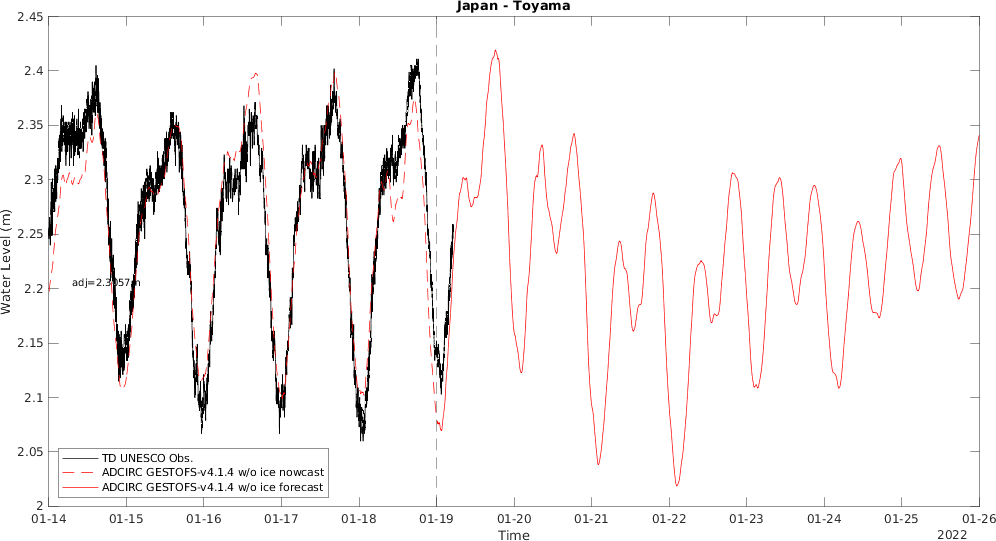 Japan - Toyama
2.45
2.4
2.35
2.3
2.25
2.2
2.15
2.1
2.05
2
Water Level (m)
adj=2.3057m
TD UNESCO Obs.
ADCIRC GESTOFS-v4.1.4 w/o ice nowcast
ADCIRC GESTOFS-v4.1.4 w/o ice forecast
01-14 01-15 01-16 01-17 01-18 01-19 01-20 01-21 01-22 01-23 01-24 01-25 01-26
Time
2022